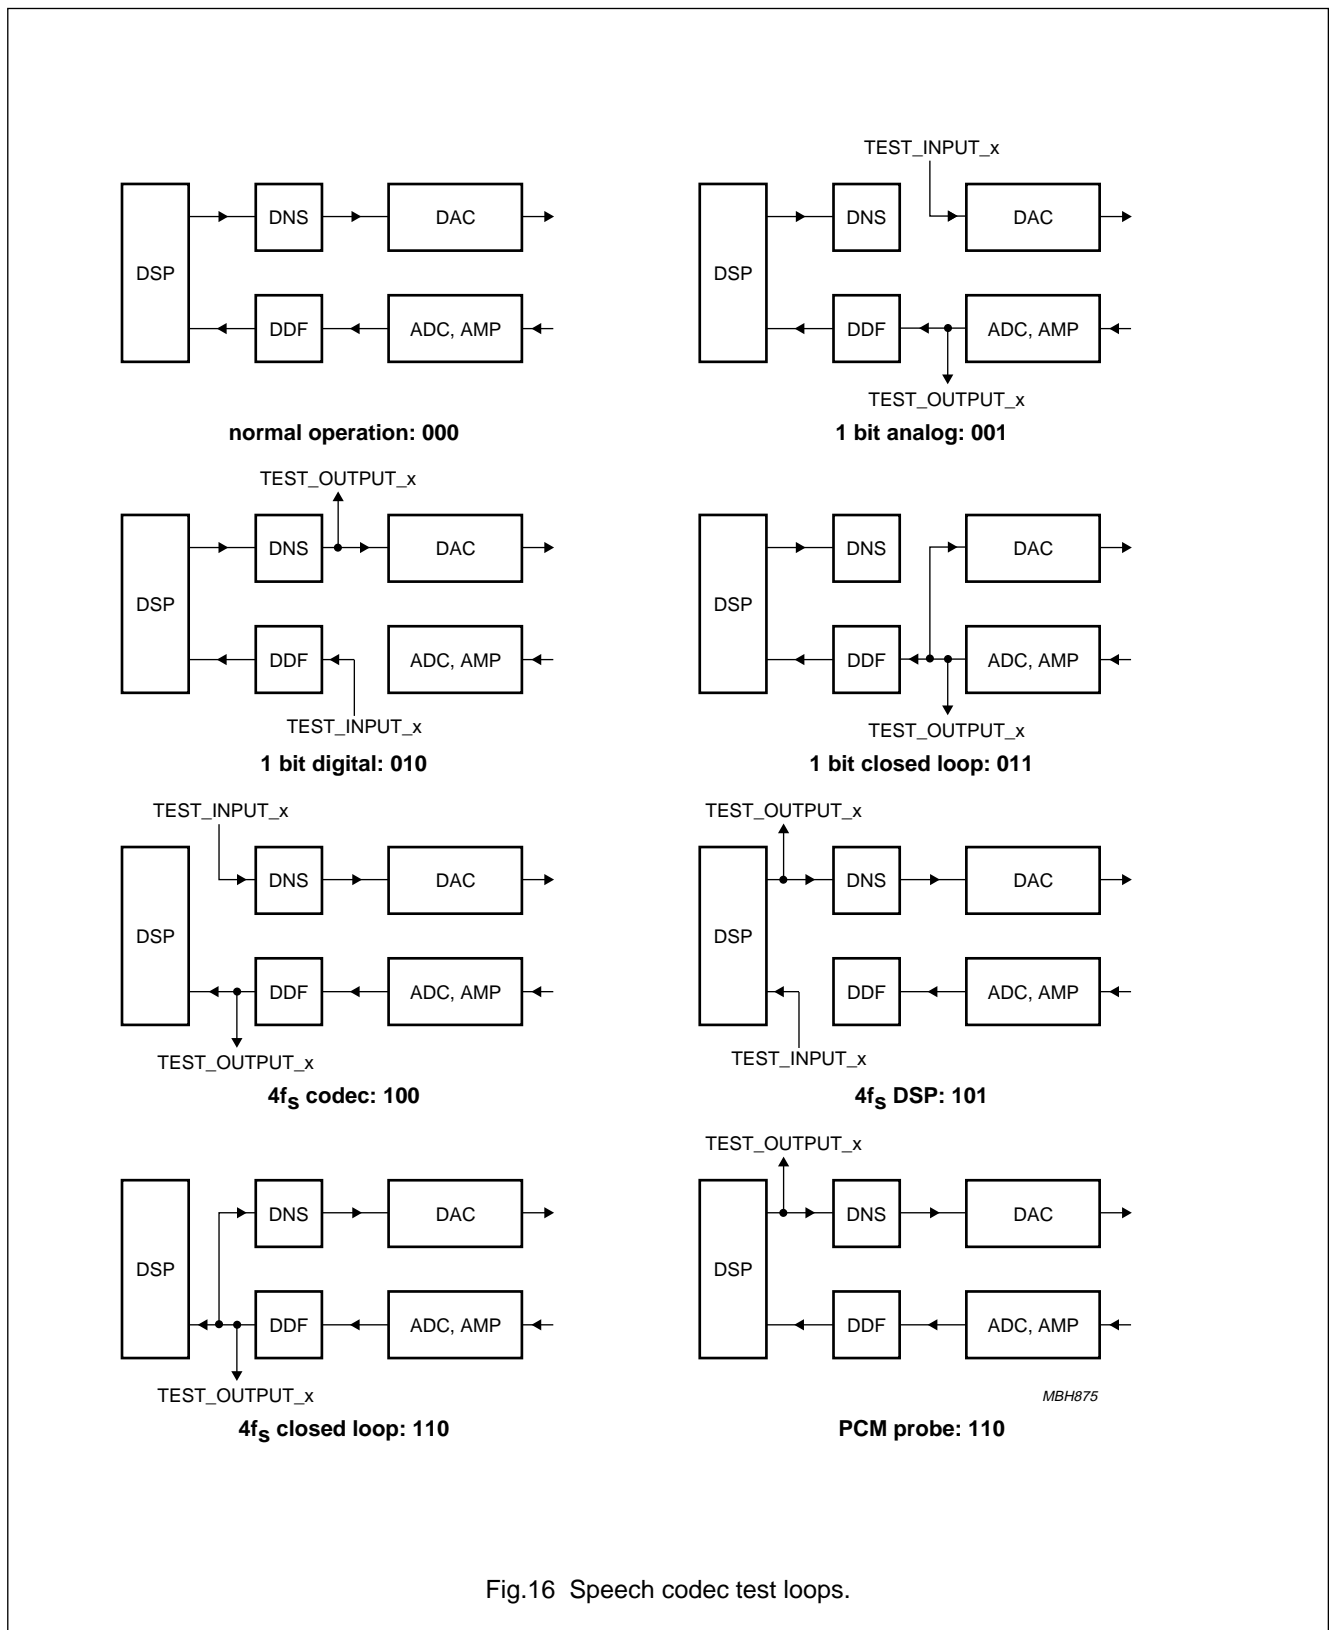 TEST_INPUT_x
DSP
DNS
DAC
DDF
ADC, AMP
normal operation: 000
DSP
DNS
DAC
DDF
ADC, AMP
TEST_OUTPUT_x
1 bit analog: 001
TEST_OUTPUT_x
DSP
DNS
DAC
DDF
ADC, AMP
TEST_INPUT_x
1 bit digital: 010
DSP
DNS
DAC
DDF
ADC, AMP
TEST_OUTPUT_x
1 bit closed loop: 011
TEST_INPUT_x
DSP
DNS
DAC
DDF
ADC, AMP
TEST_OUTPUT_x
4fs codec: 100
TEST_OUTPUT_x
DSP
DNS
DAC
DDF
ADC, AMP
TEST_INPUT_x
4fs DSP: 101
DSP
DNS
DAC
DDF
ADC, AMP
TEST_OUTPUT_x
4fs closed loop: 110
TEST_OUTPUT_x
DSP
DNS
DAC
DDF
ADC, AMP
MBH875
PCM probe: 110
Fig.16 Speech codec test loops.